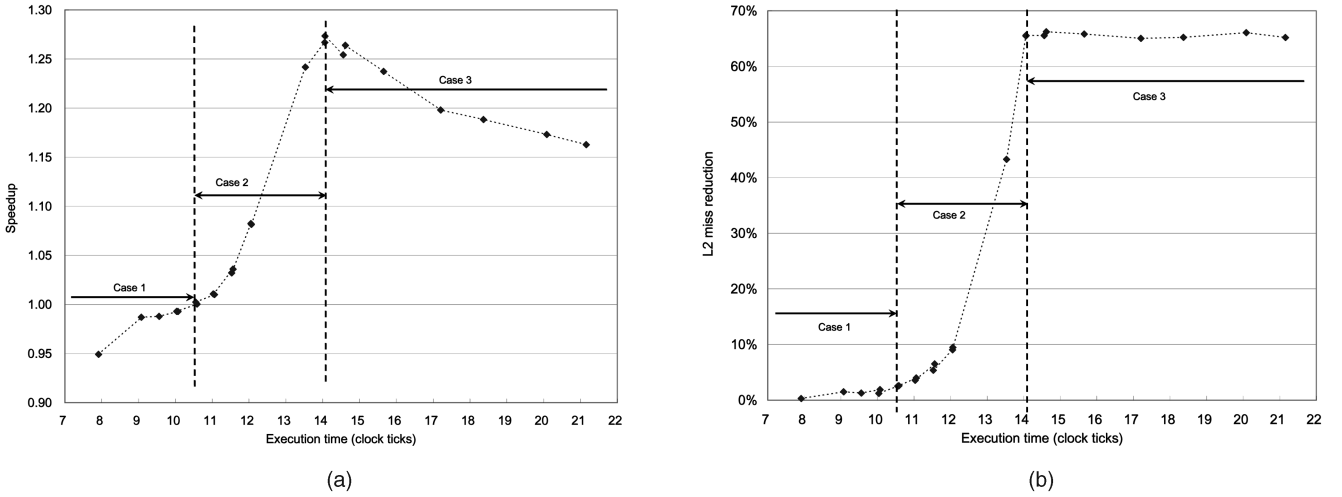 1.30
1.25
1.20
1.15
1.10
1.05
1.00
0.95
0.90
Speedup
Case 1
Case 2
Case 3
7 8 9 10 11 12 13 14 15 16 17 18 19 20 21 22
Execution time (clock ticks)
(a)
70%
60%
50%
40%
30%
20%
10%
0%
L2 miss reduction
Case 1
Case 2
Case 3
7 8 9 10 11 12 13 14 15 16 17 18 19 20 21 22
Execution time (clock ticks)
(b)